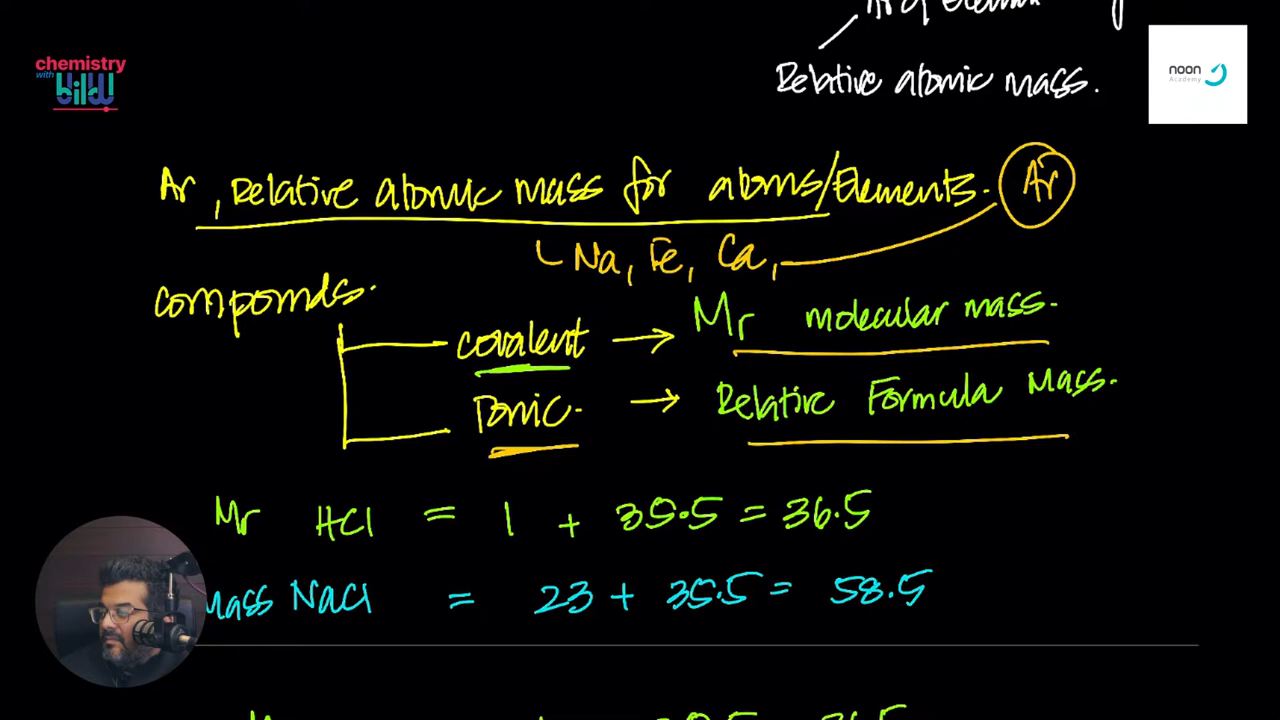 chemistry
with
bilal
noon
Academy
Relative atomic mass.
Ar, Relative atomic mass for atoms/Elements. Ar
Na, Fe, Ca,
compounds.
covalent → Mr molecular mass.
Ionic. → Relative Formula Mass.
Mr HCl = 1 + 35.5 = 36.5
mass NaCl = 23 + 35.5 = 58.5